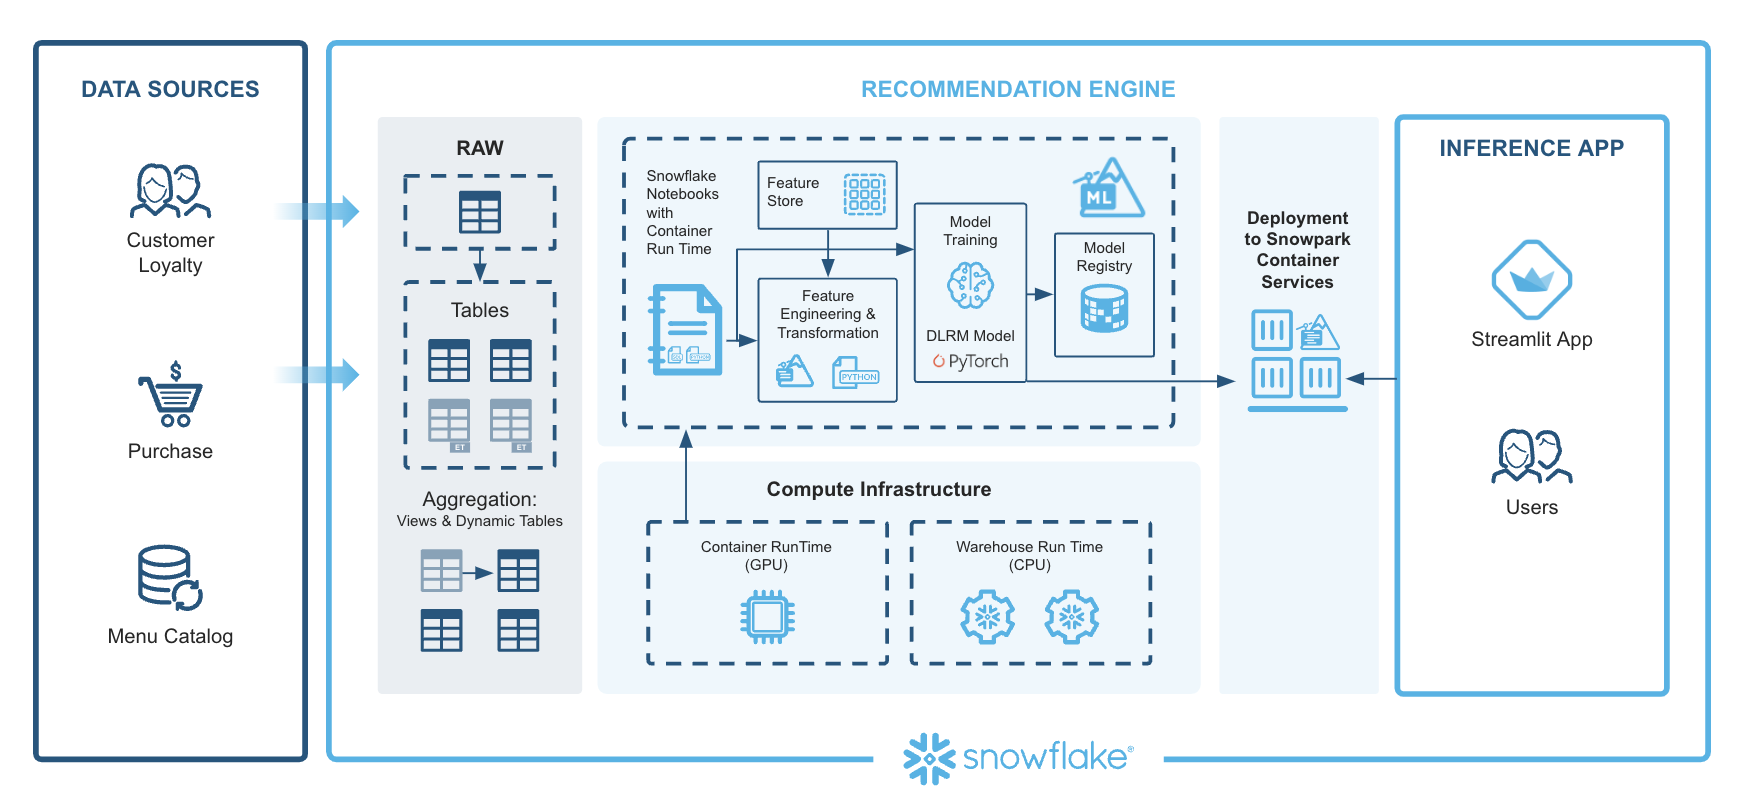 DATA SOURCES
Customer
Loyalty
$
Purchase
Menu Catalog
RECOMMENDATION ENGINE
RAW
Tables
ET
ET
Aggregation:
Views & Dynamic Tables
Snowflake
Notebooks
with
Container
Run Time
SQL
PYTHON
Feature
Store
Feature
Engineering &
Transformation
PYTHON
Model
Training
DLRM Model
PyTorch
ML
Model
Registry
Compute Infrastructure
Container RunTime
(GPU)
Warehouse Run Time
(CPU)
Deployment
to Snowpark
Container
Services
INFERENCE APP
Streamlit App
Users
snowflake®